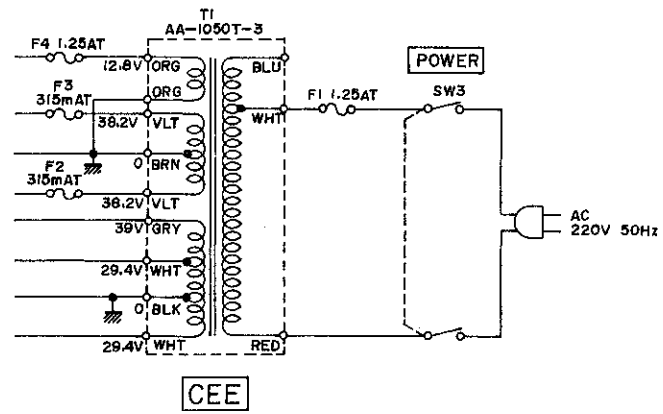 T1
AA-1050T-3
F4 1.25AT
12.8V
ORG
BLU
POWER
ORG
F3
315mAT
WHT
F1 1.25AT
SW3
38.2V
VLT
0
BRN
F2
315mAT
38.2V
VLT
39V
GRY
AC
220V 50Hz
29.4V
WHT
0
BLK
29.4V
WHT
RED
CEE